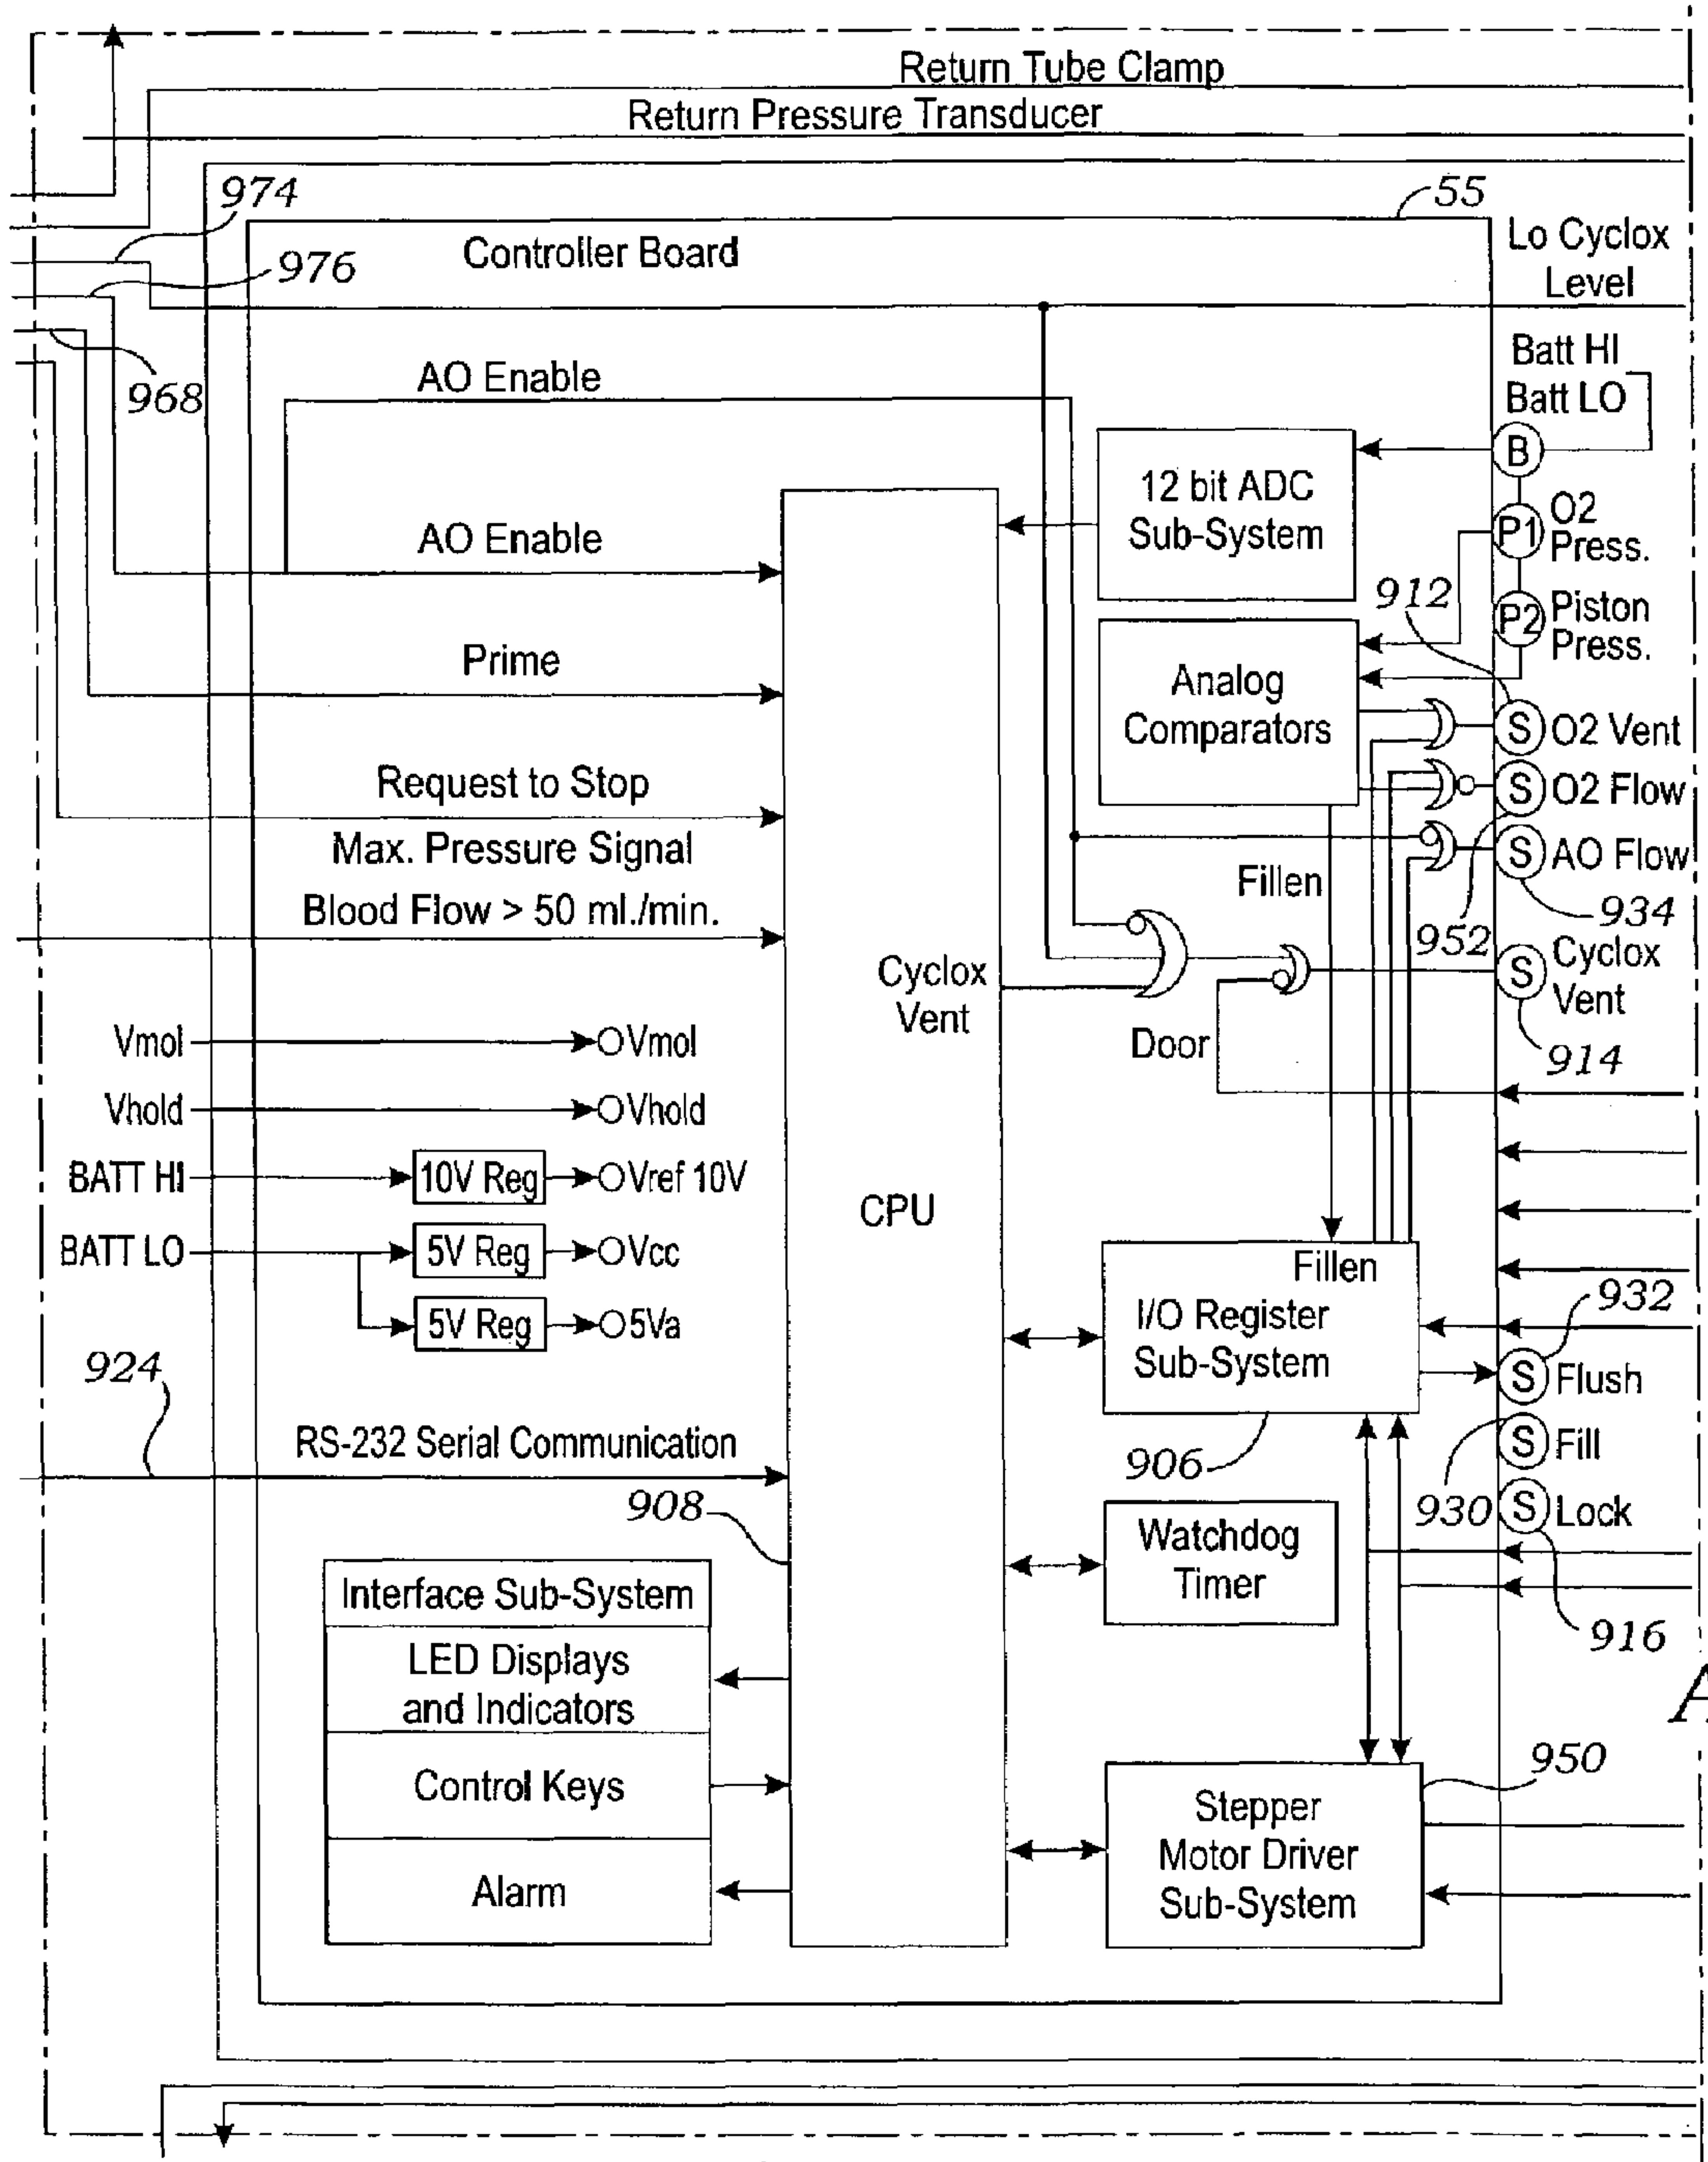 Return Tube Clamp
Return Pressure Transducer
974
55
Controller Board
Lo Cyclox
Level
976
968
AO Enable
Batt HI
Batt LO
B
12 bit ADC
Sub-System
P1
O2
Press.
AO Enable
912
P2
Piston
Press.
Prime
Analog
Comparators
S
O2 Vent
Request to Stop
S
O2 Flow
Max. Pressure Signal
S
AO Flow
Fillen
934
Blood Flow > 50 ml./min.
952
Cyclox
Vent
S
Cyclox
Vent
Door
914
Vmol
Vmol
Vhold
Vhold
BATT HI
10V Reg
Vref 10V
CPU
BATT LO
5V Reg
Vcc
Fillen
I/O Register
Sub-System
932
5V Reg
5Va
924
S
Flush
RS-232 Serial Communication
906
S
Fill
908
930
S
Lock
Watchdog
Timer
916
Interface Sub-System
LED Displays
and Indicators
A
950
Control Keys
Stepper
Motor Driver
Sub-System
Alarm